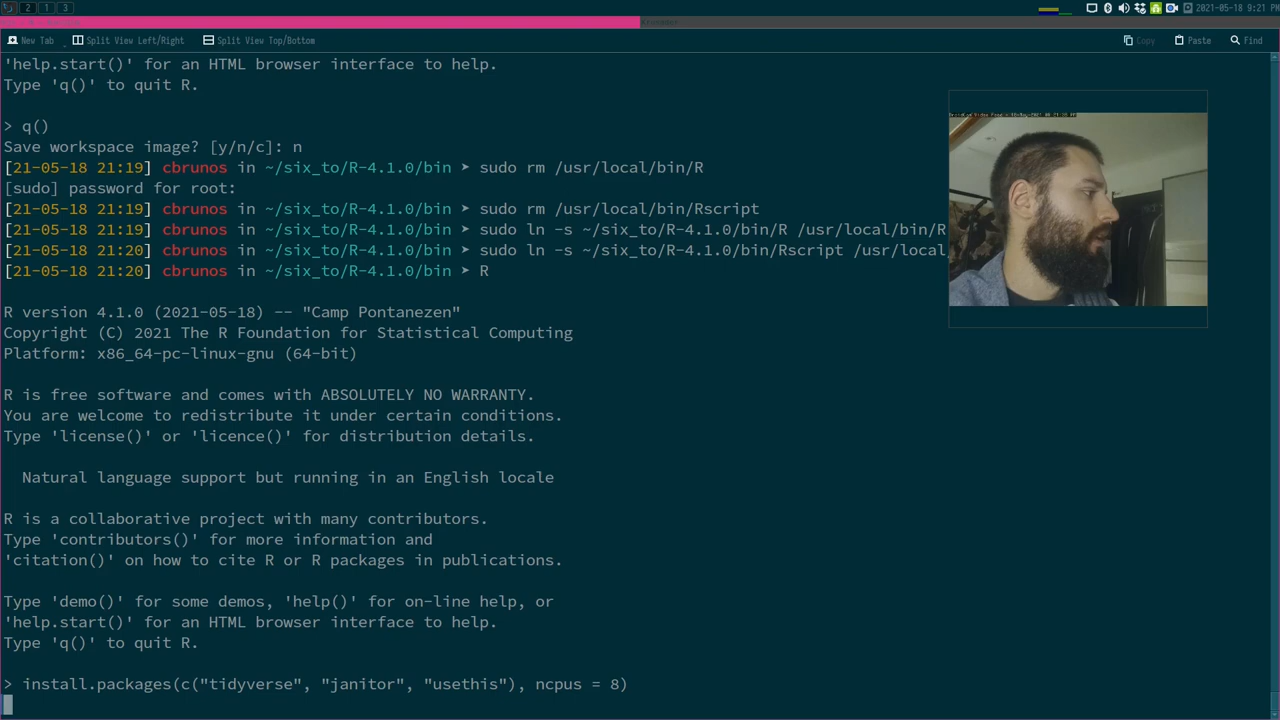 2 1 3
2021-05-18 9:21 PM
New Tab Split View Left/Right Split View Top/Bottom Copy Paste Find
'help.start()' for an HTML browser interface to help.
Type 'q()' to quit R.
> q()
Save workspace image? [y/n/c]: n
[21-05-18 21:19] cbrunos in ~/six_to/R-4.1.0/bin ➤ sudo rm /usr/local/bin/R
[sudo] password for root:
[21-05-18 21:19] cbrunos in ~/six_to/R-4.1.0/bin ➤ sudo rm /usr/local/bin/Rscript
[21-05-18 21:19] cbrunos in ~/six_to/R-4.1.0/bin ➤ sudo ln -s ~/six_to/R-4.1.0/bin/R /usr/local/bin/R
[21-05-18 21:20] cbrunos in ~/six_to/R-4.1.0/bin ➤ sudo ln -s ~/six_to/R-4.1.0/bin/Rscript /usr/local/
[21-05-18 21:20] cbrunos in ~/six_to/R-4.1.0/bin ➤ R
R version 4.1.0 (2021-05-18) -- "Camp Pontanezen"
Copyright (C) 2021 The R Foundation for Statistical Computing
Platform: x86_64-pc-linux-gnu (64-bit)
R is free software and comes with ABSOLUTELY NO WARRANTY.
You are welcome to redistribute it under certain conditions.
Type 'license()' or 'licence()' for distribution details.
Natural language support but running in an English locale
R is a collaborative project with many contributors.
Type 'contributors()' for more information and
'citation()' on how to cite R or R packages in publications.
Type 'demo()' for some demos, 'help()' for on-line help, or
'help.start()' for an HTML browser interface to help.
Type 'q()' to quit R.
> install.packages(c("tidyverse", "janitor", "usethis"), ncpus = 8)